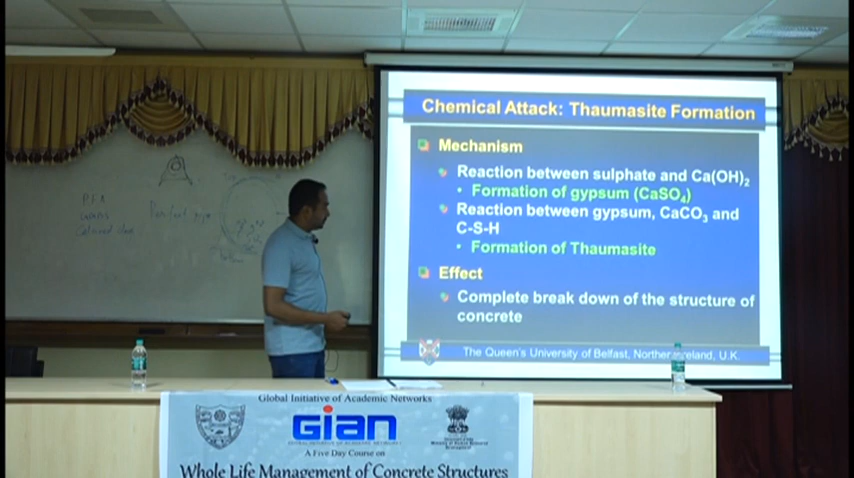 Chemical Attack: Thaumasite Formation
Mechanism
Reaction between sulphate and Ca(OH)2
• Formation of gypsum (CaSO4)
Reaction between gypsum, CaCO3 and
C-S-H
• Formation of Thaumasite
Effect
Complete break down of the structure of
concrete
The Queen's University of Belfast, Northern Ireland, U.K.
Global Initiative of Academic Networks
GIAN
A Five Day Course on
Whole Life Management of Concrete Structures